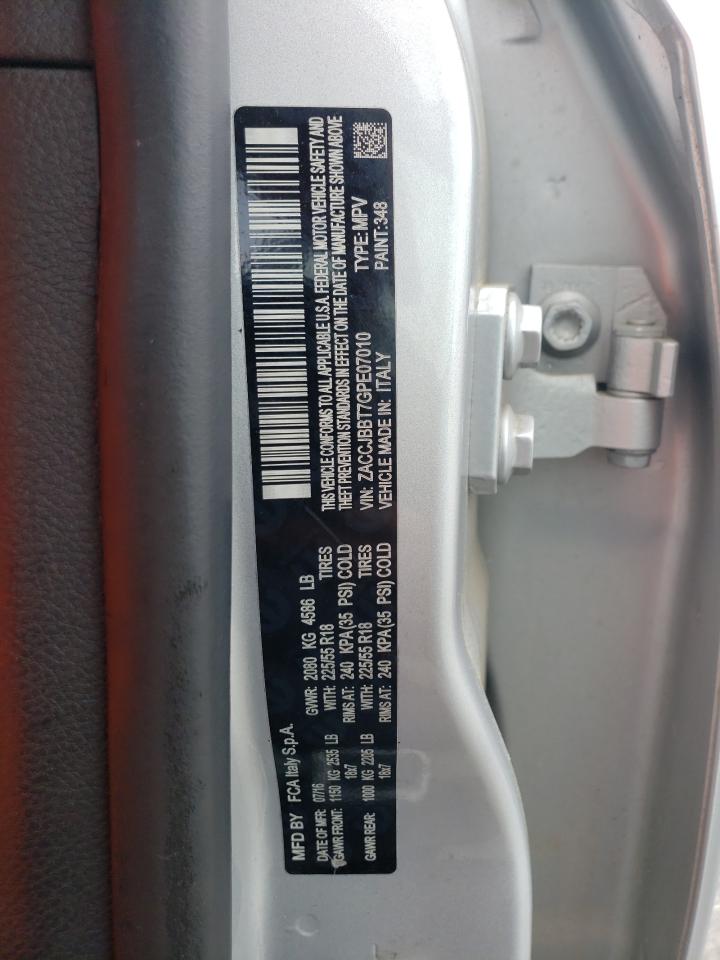 MFD BY FCA Italy S.p.A.
DATE OF MFR: 07/16 GVWR: 2080 KG 4586 LB
GAWR FRONT: 1150 KG 2535 LB WITH: 225/55 R18 TIRES
18x7 RIMS AT: 240 KPA(35 PSI) COLD
GAWR REAR: 1000 KG 2205 LB WITH: 225/55 R18 TIRES
18x7 RIMS AT: 240 KPA(35 PSI) COLD
THIS VEHICLE CONFORMS TO ALL APPLICABLE U.S.A. FEDERAL MOTOR VEHICLE SAFETY AND
THEFT PREVENTION STANDARDS IN EFFECT ON THE DATE OF MANUFACTURE SHOWN ABOVE
VIN: ZACCJBBT7GPE07010 TYPE: MPV
VEHICLE MADE IN: ITALY PAINT: 348